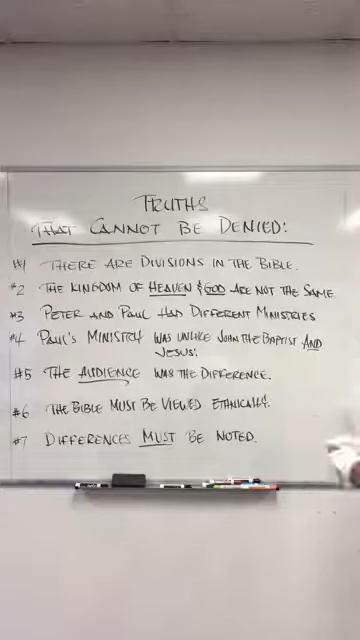 TRUTHS
THAT CANNOT BE DENIED:
#1 THERE ARE DIVISIONS IN THE BIBLE.
#2 THE KINGDOM OF HEAVEN & GOD ARE NOT THE SAME
#3 PETER AND PAUL HAD DIFFERENT MINISTRIES
#4 PAUL'S MINISTRY WAS UNLIKE JOHN THE BAPTIST AND
JESUS'.
#5 THE AUDIENCE WAS THE DIFFERENCE.
#6 THE BIBLE MUST BE VIEWED ETHNICALLY.
#7 DIFFERENCES MUST BE NOTED.